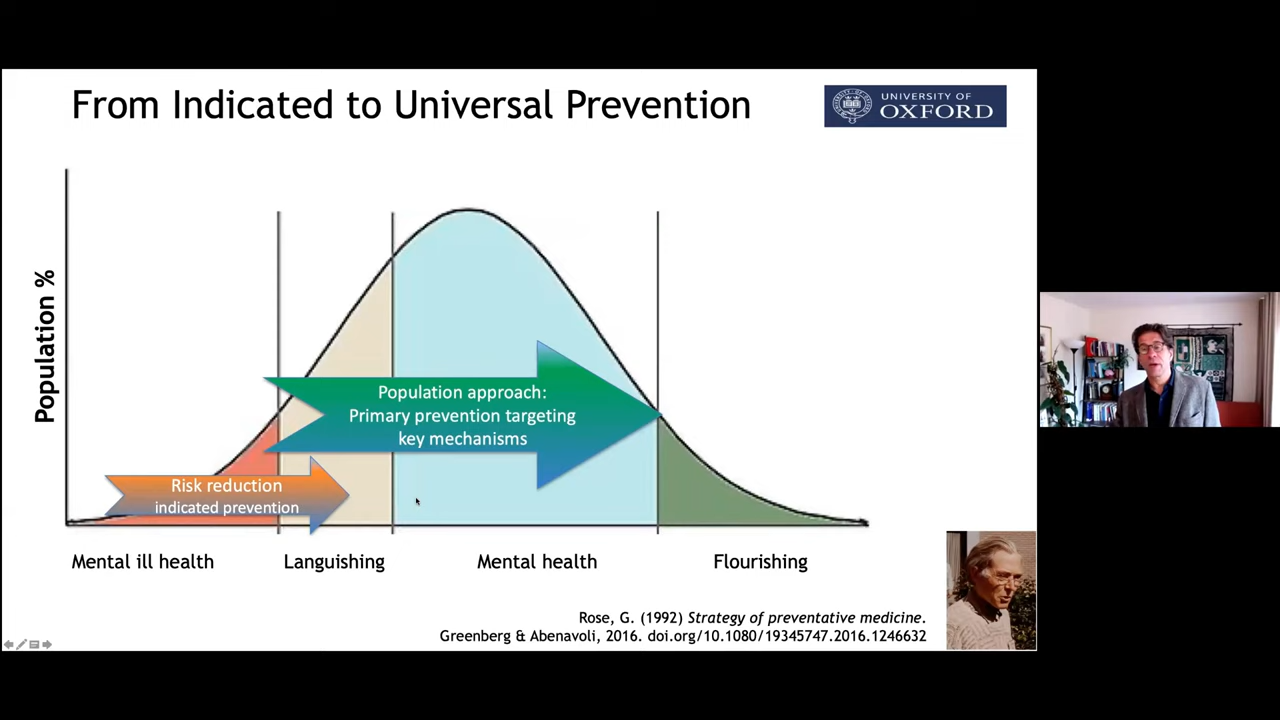 From Indicated to Universal Prevention
UNIVERSITY OF
OXFORD
Population %
Population approach:
Primary prevention targeting
key mechanisms
Risk reduction
indicated prevention
Mental ill health
Languishing
Mental health
Flourishing
Rose, G. (1992) Strategy of preventative medicine.
Greenberg & Abenavoli, 2016. doi.org/10.1080/19345747.2016.1246632